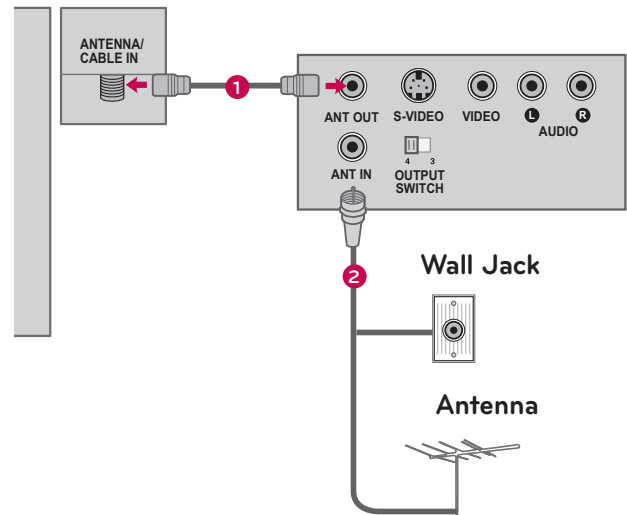 ANTENNA/
CABLE IN
1
ANT OUT
S-VIDEO
VIDEO
L
R
AUDIO
ANT IN
4 3
OUTPUT
SWITCH
2
Wall Jack
Antenna